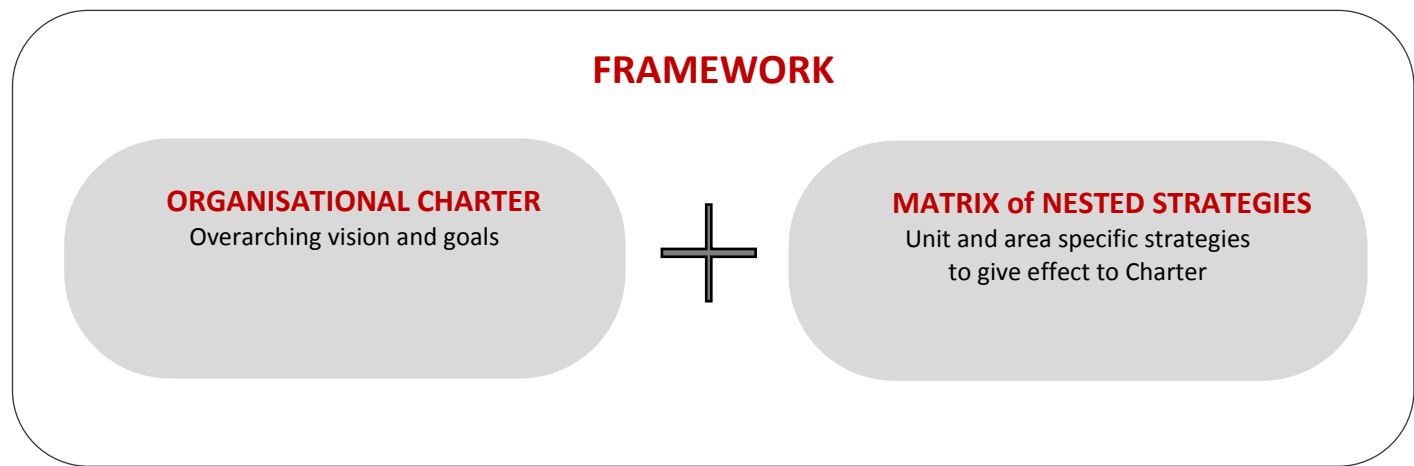 FRAMEWORK
ORGANISATIONAL CHARTER
Overarching vision and goals
MATRIX of NESTED STRATEGIES
Unit and area specific strategies
to give effect to Charter